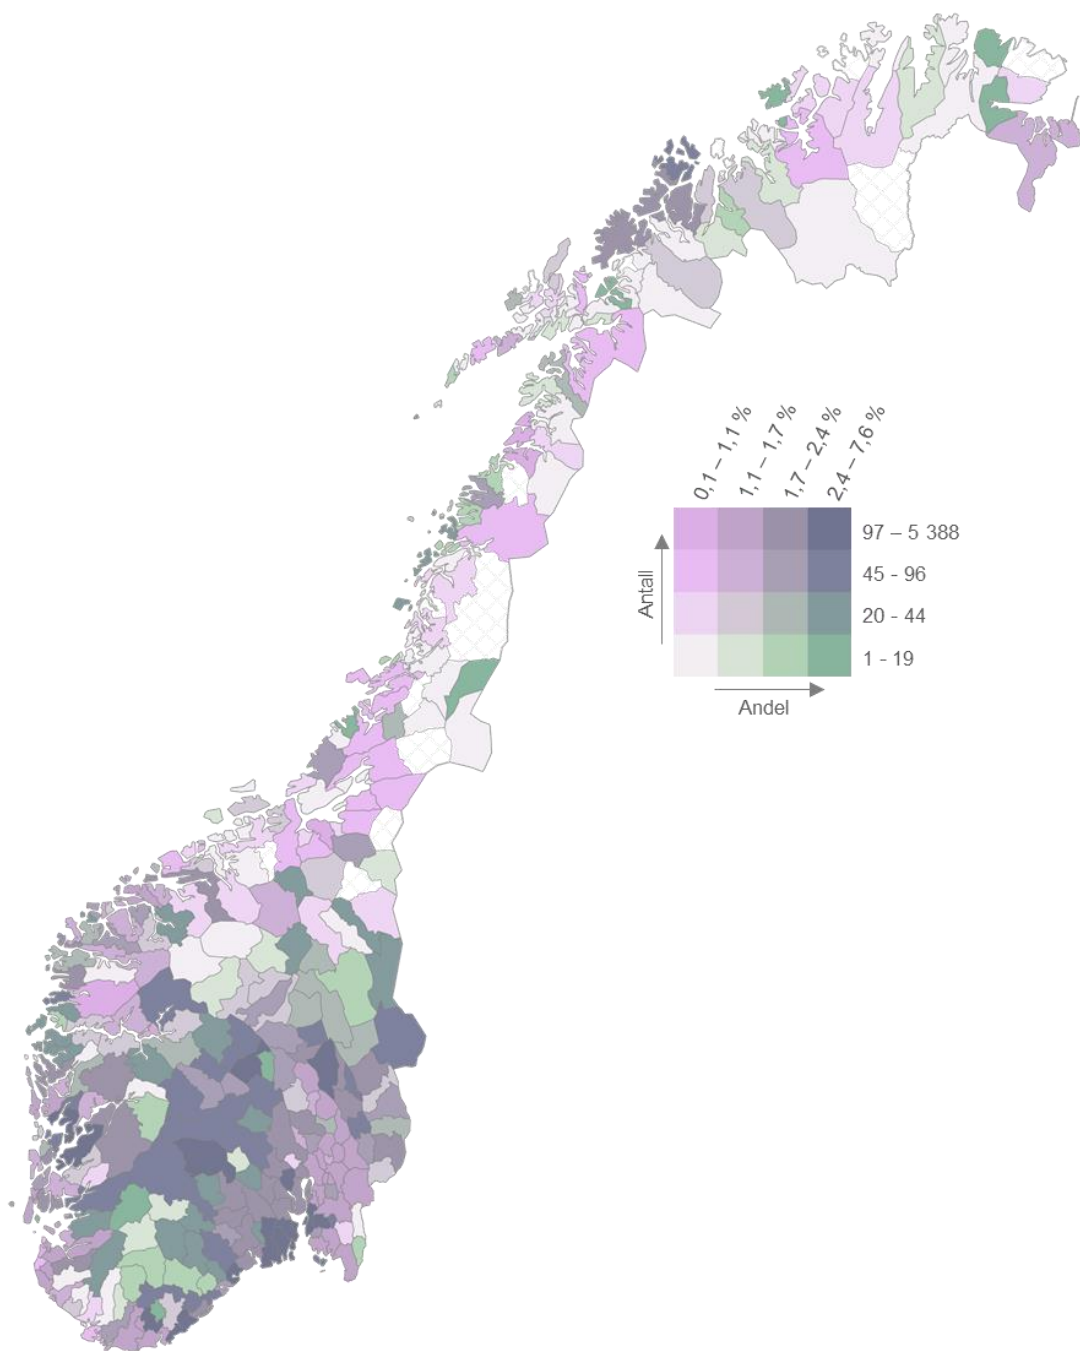 0,1 – 1,1 %
1,1 – 1,7 %
1,7 – 2,4 %
2,4 – 7,6 %
97 – 5 388
45 - 96
20 - 44
1 - 19
Antall
Andel